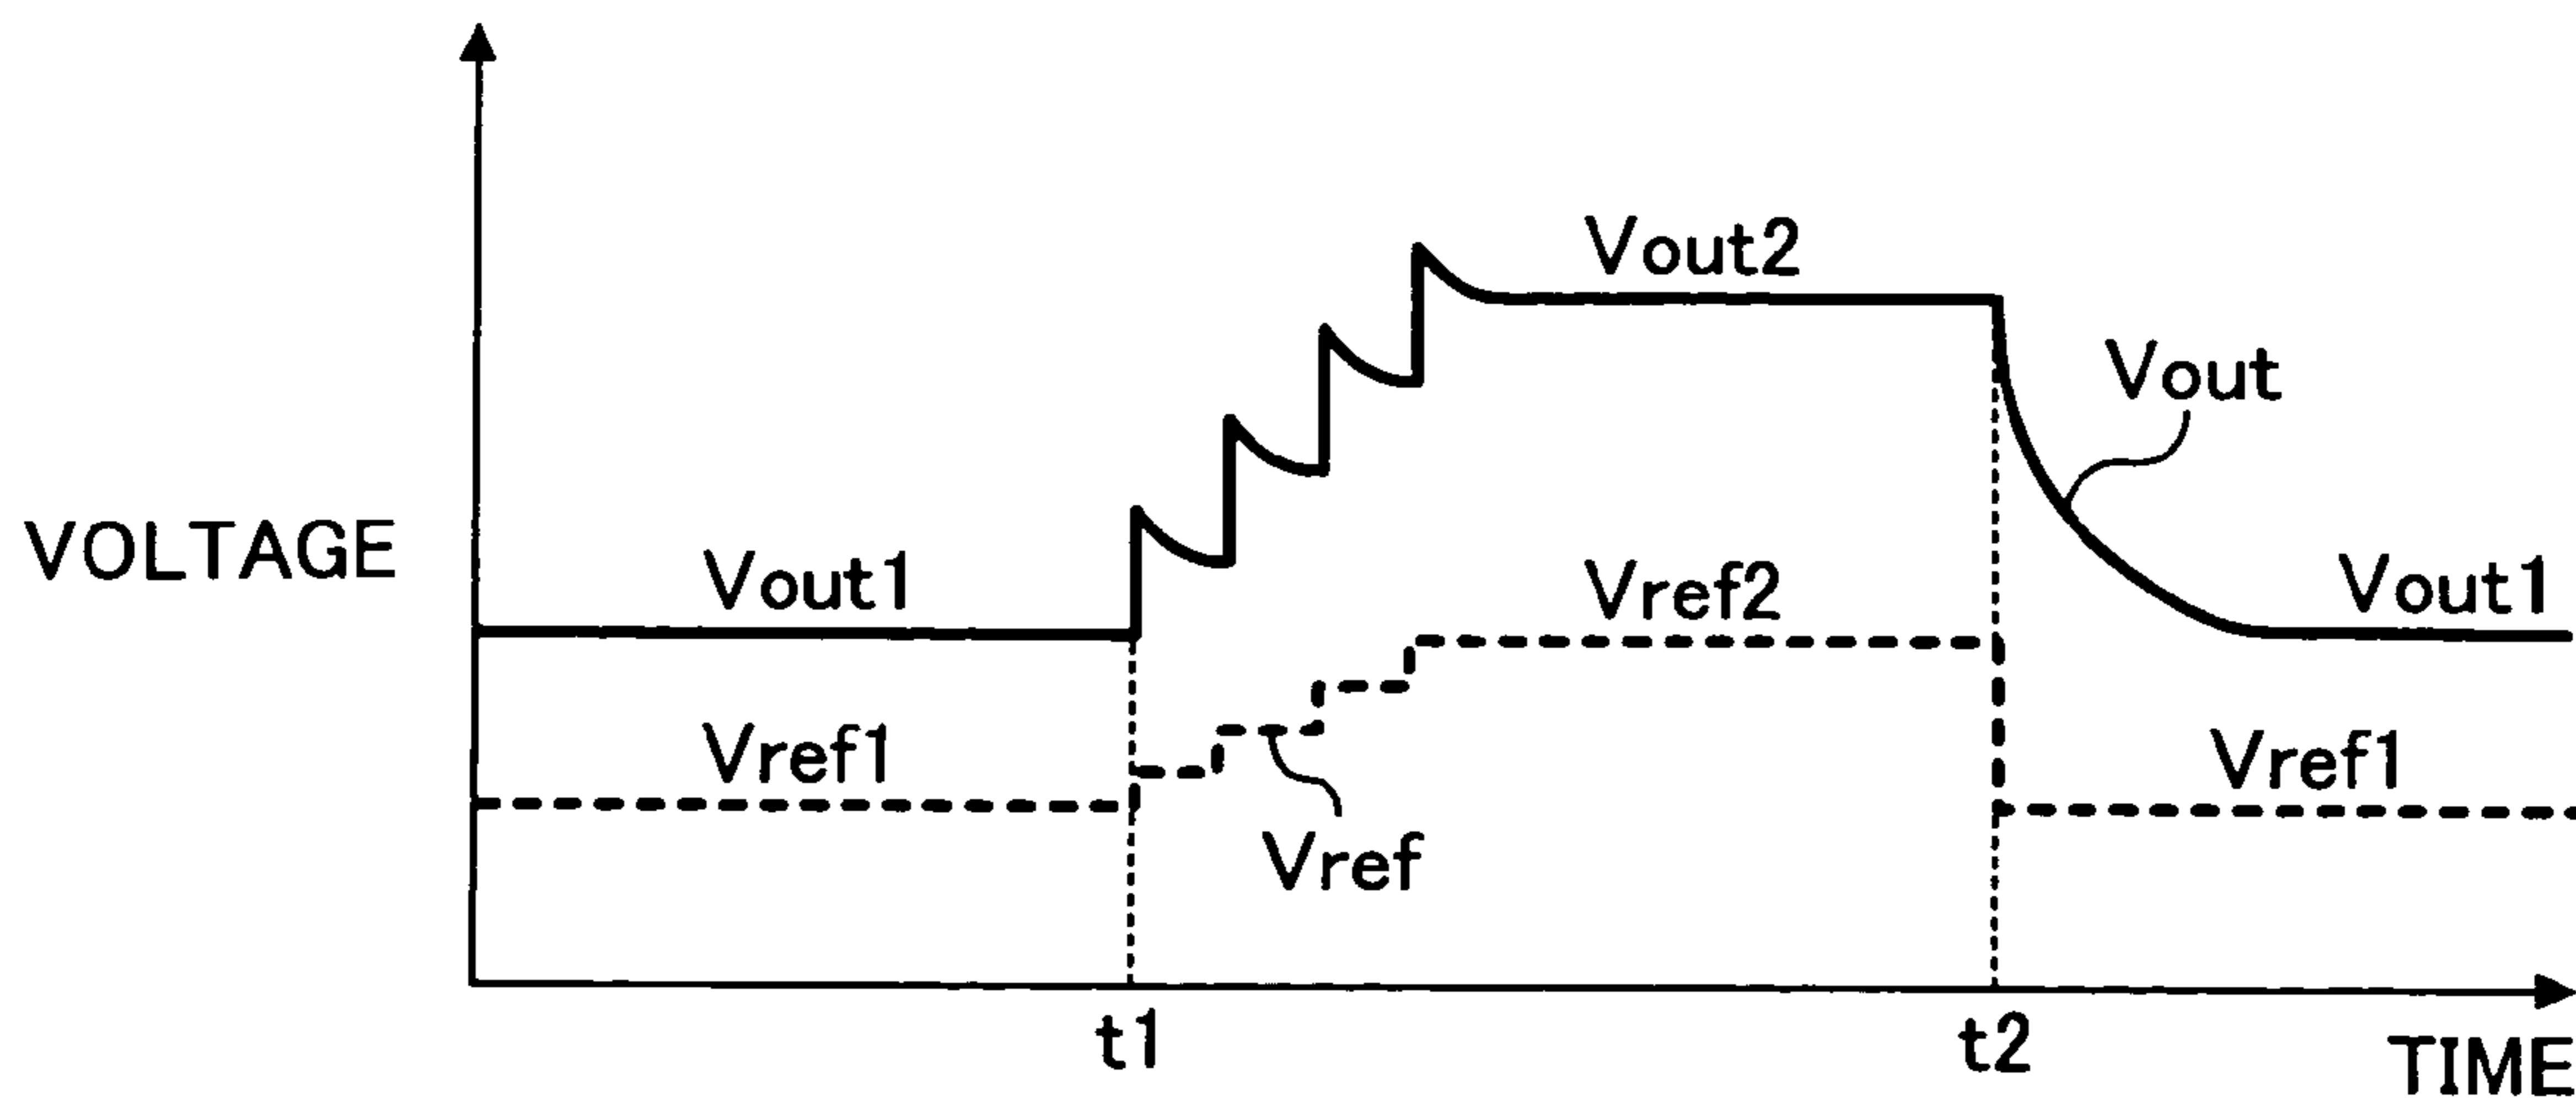 Vout2
Vout
VOLTAGE
Vout1
Vref2
Vout1
Vref1
Vref1
Vref
t1
t2
TIME